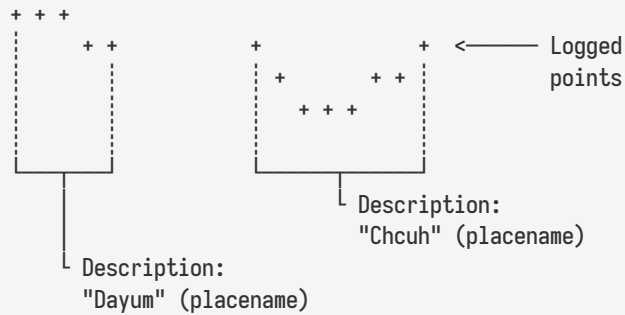 Logged
points
Description:
"Chcuh" (placename)
Description:
"Dayum" (placename)